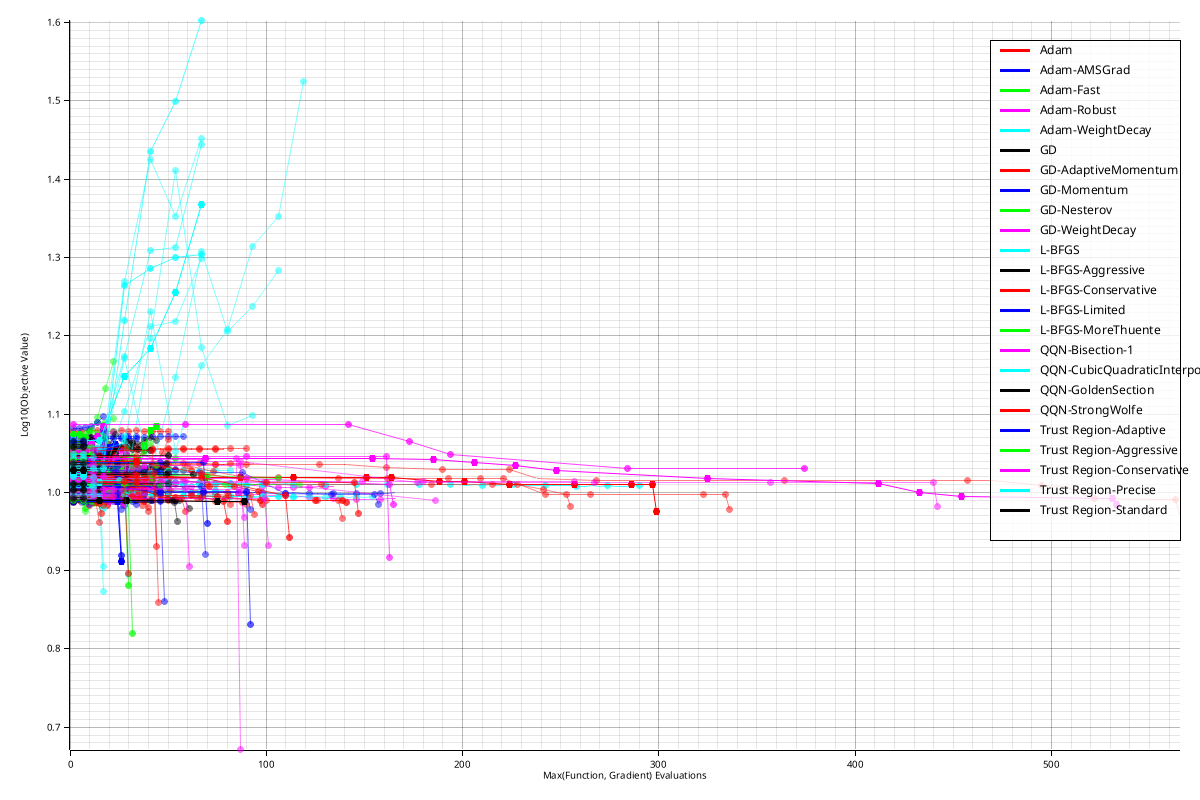 1.6
1.5
1.4
1.3
1.2
1.1
1.0
0.9
0.8
0.7
Log10(Objective Value)
0
100
200
300
400
500
Max(Function, Gradient) Evaluations
Adam
Adam-AMSGrad
Adam-Fast
Adam-Robust
Adam-WeightDecay
GD
GD-AdaptiveMomentum
GD-Momentum
GD-Nesterov
GD-WeightDecay
L-BFGS
L-BFGS-Aggressive
L-BFGS-Conservative
L-BFGS-Limited
L-BFGS-MoreThuente
QQN-Bisection-1
QQN-CubicQuadraticInterpo
QQN-GoldenSection
QQN-StrongWolfe
Trust Region-Adaptive
Trust Region-Aggressive
Trust Region-Conservative
Trust Region-Precise
Trust Region-Standard